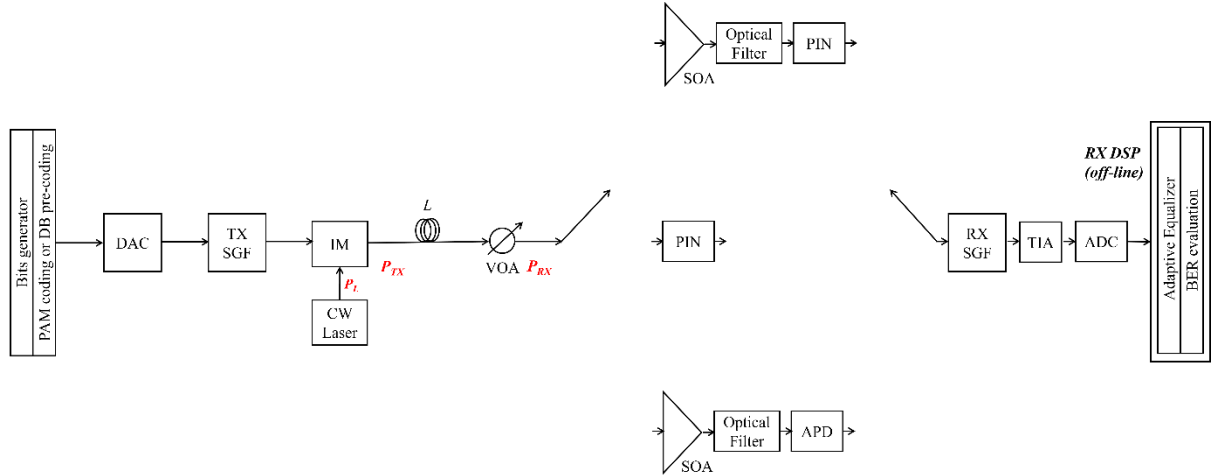 Optical
Filter
PIN
SOA
Bits generator
PAM coding or DB pre-coding
DAC
TX
SGF
IM
L
VOA
P_TX
P_RX
P_L
CW
Laser
PIN
RX DSP
(off-line)
RX
SGF
TIA
ADC
Adaptive Equalizer
BER evaluation
Optical
Filter
APD
SOA